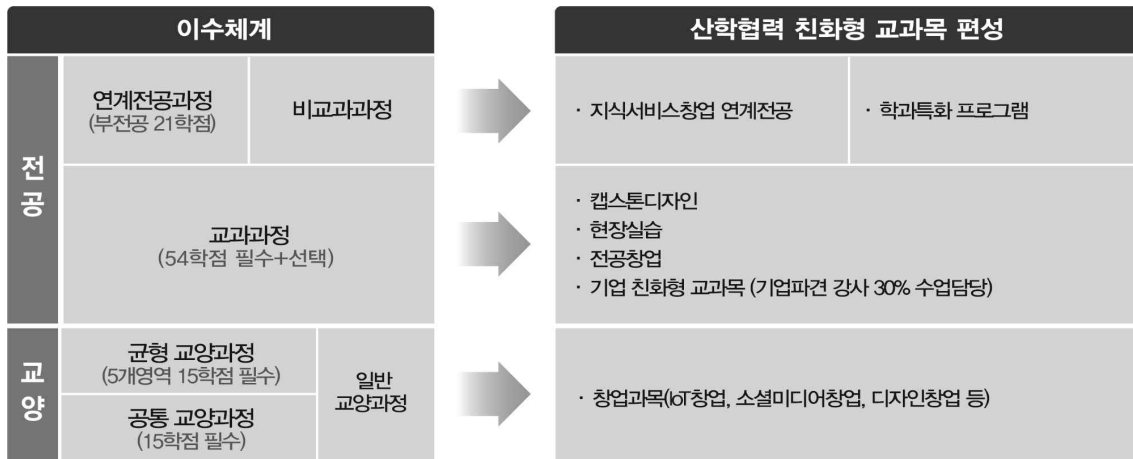 이수체계
산학협력 친화형 교과목 편성
전공
연계전공과정
(부전공 21학점)
비교과과정
· 지식서비스창업 연계전공
· 학과특화 프로그램
교과과정
(54학점 필수+선택)
· 캡스톤디자인
· 현장실습
· 전공창업
· 기업 친화형 교과목 (기업파견 강사 30% 수업담당)
교양
균형 교양과정
(5개영역 15학점 필수)
공통 교양과정
(15학점 필수)
일반
교양과정
· 창업과목(IoT창업, 소셜미디어창업, 디자인창업 등)